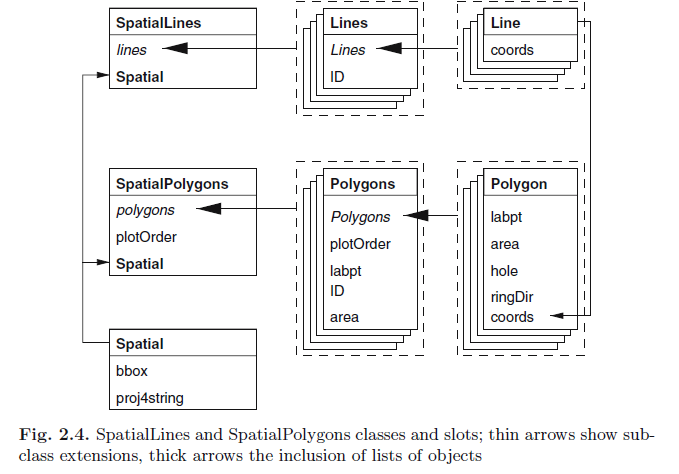 SpatialLines
lines
Spatial
Lines
Lines
ID
Line
coords
SpatialPolygons
polygons
plotOrder
Spatial
Polygons
Polygons
plotOrder
labpt
ID
area
Polygon
labpt
area
hole
ringDir
coords
Spatial
bbox
proj4string
Fig. 2.4. SpatialLines and SpatialPolygons classes and slots; thin arrows show sub-
class extensions, thick arrows the inclusion of lists of objects